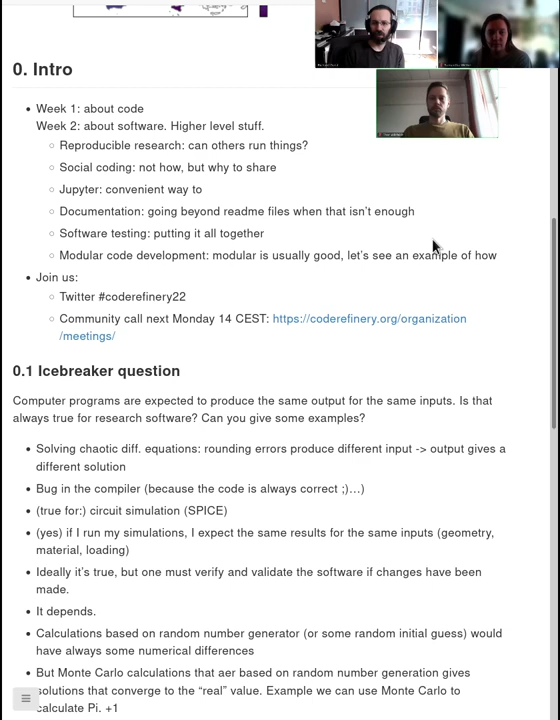 0. Intro
Week 1: about code
Week 2: about software. Higher level stuff.
Reproducible research: can others run things?
Social coding: not how, but why to share
Jupyter: convenient way to
Documentation: going beyond readme files when that isn't enough
Software testing: putting it all together
Modular code development: modular is usually good, let's see an example of how
Join us:
Twitter #coderefinery22
Community call next Monday 14 CEST: https://coderefinery.org/organization
/meetings/
0.1 Icebreaker question
Computer programs are expected to produce the same output for the same inputs. Is that
always true for research software? Can you give some examples?
Solving chaotic diff. equations: rounding errors produce different input -> output gives a
different solution
Bug in the compiler (because the code is always correct ;)…)
(true for:) circuit simulation (SPICE)
(yes) if I run my simulations, I expect the same results for the same inputs (geometry,
material, loading)
Ideally it's true, but one must verify and validate the software if changes have been
made.
It depends.
Calculations based on random number generator (or some random initial guess) would
have always some numerical differences
But Monte Carlo calculations that aer based on random number generation gives
solutions that converge to the “real” value. Example we can use Monte Carlo to
calculate Pi. +1